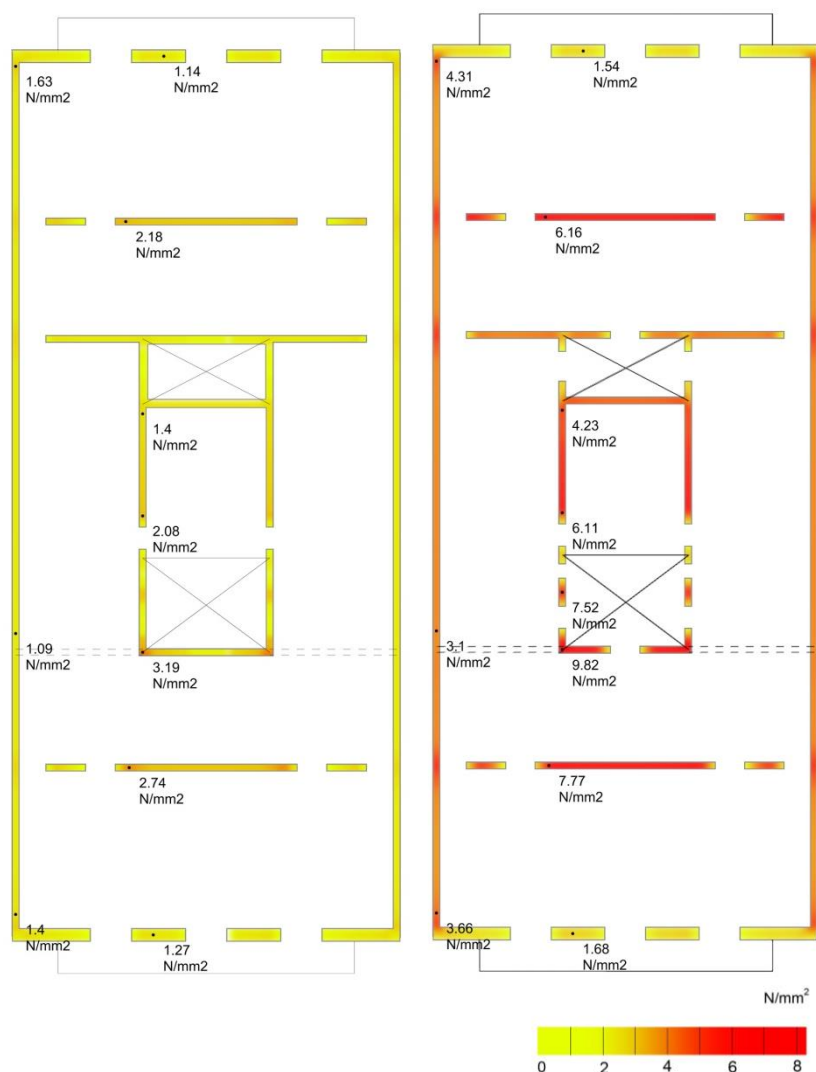 1.63
N/mm2
1.14
N/mm2
2.18
N/mm2
1.4
N/mm2
2.08
N/mm2
1.09
N/mm2
3.19
N/mm2
2.74
N/mm2
1.4
N/mm2
1.27
N/mm2
4.31
N/mm2
1.54
N/mm2
6.16
N/mm2
4.23
N/mm2
6.11
N/mm2
7.52
N/mm2
3.1
N/mm2
9.82
N/mm2
7.77
N/mm2
3.66
N/mm2
1.68
N/mm2
N/mm²
0 2 4 6 8